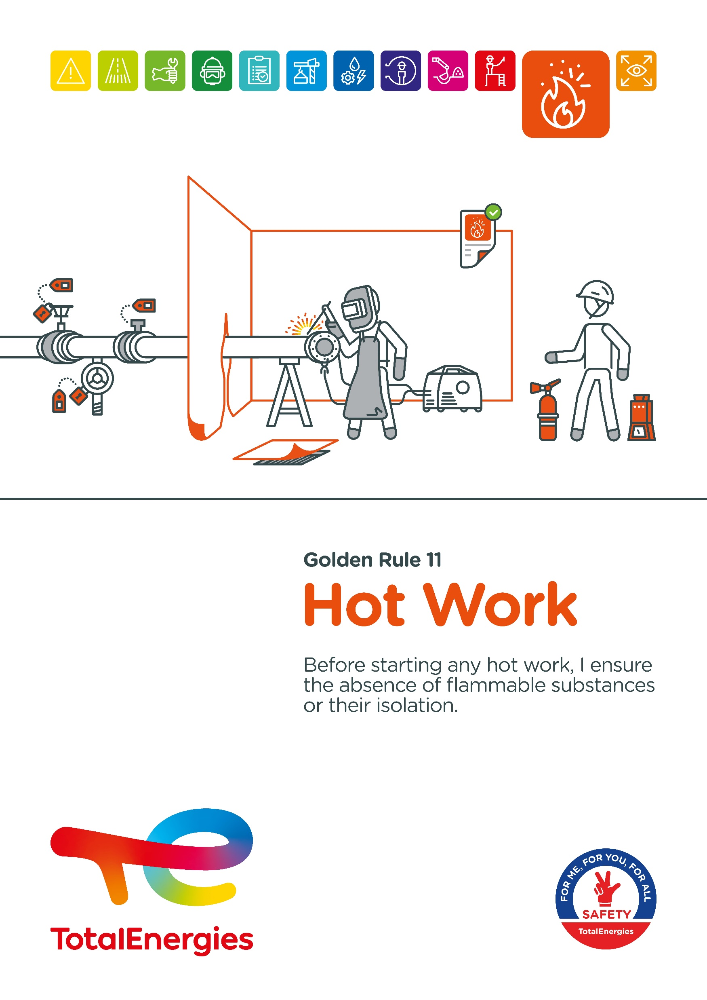 Golden Rule 11
Hot Work
Before starting any hot work, I ensure
the absence of flammable substances
or their isolation.
TotalEnergies
FOR ME, FOR YOU, FOR ALL
SAFETY
TotalEnergies